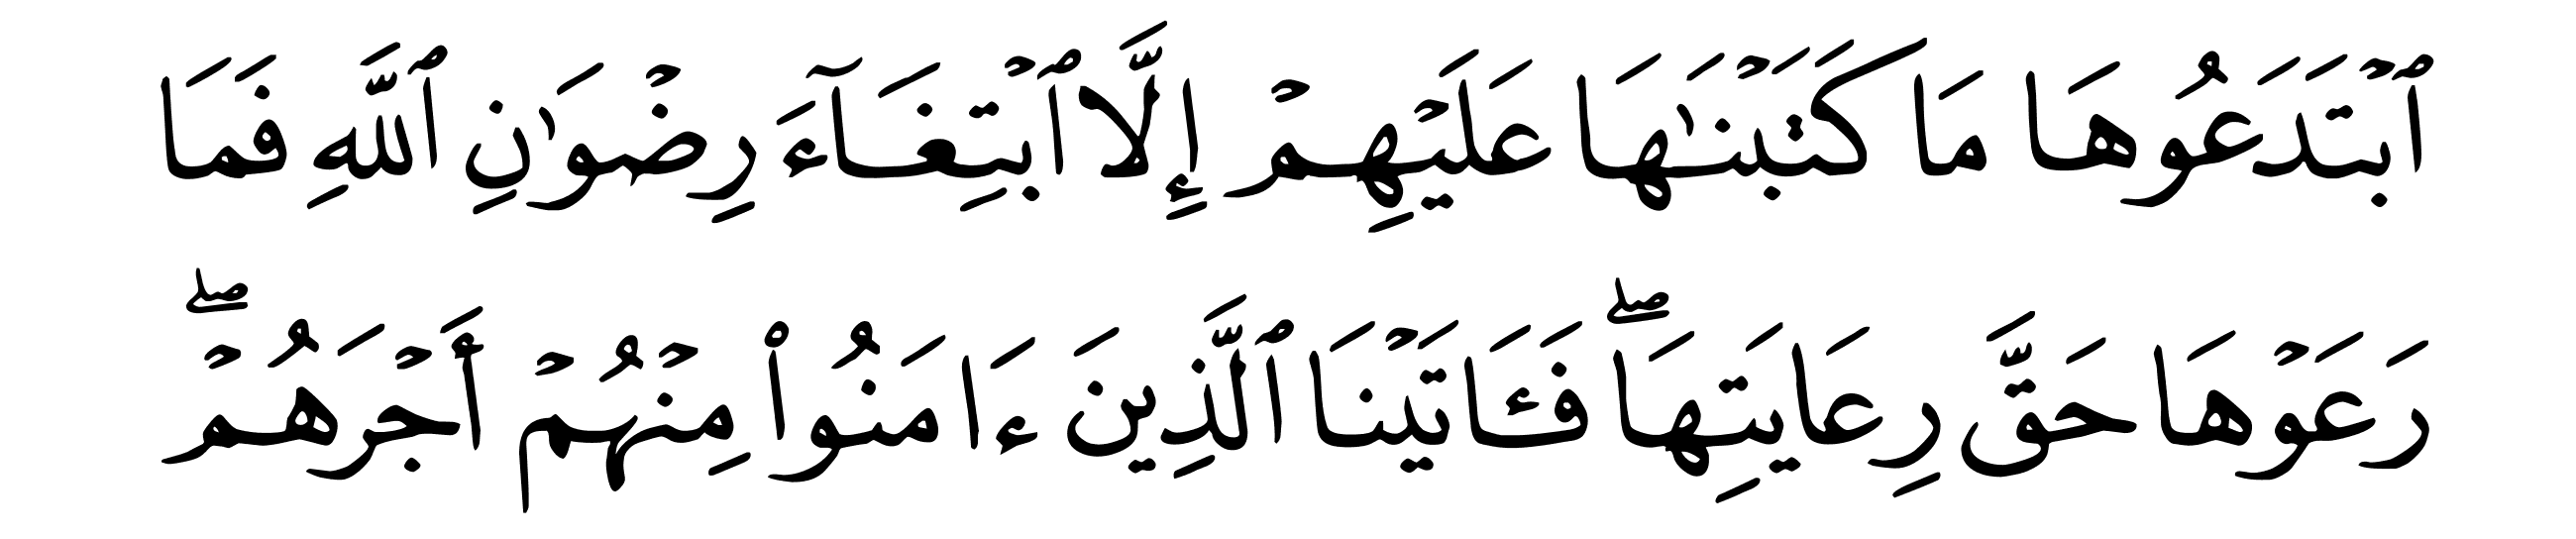 ٱبۡتَدَعُوهَا مَا كَتَبۡنَٰهَا عَلَيۡهِمۡ إِلَّا ٱبۡتِغَآءَ رِضۡوَٰنِ ٱللَّهِ فَمَا
رَعَوۡهَا حَقَّ رِعَايَتِهَاۖ فَـَٔاتَيۡنَا ٱلَّذِينَ ءَامَنُواْ مِنۡهُمۡ أَجۡرَهُمۡۖ